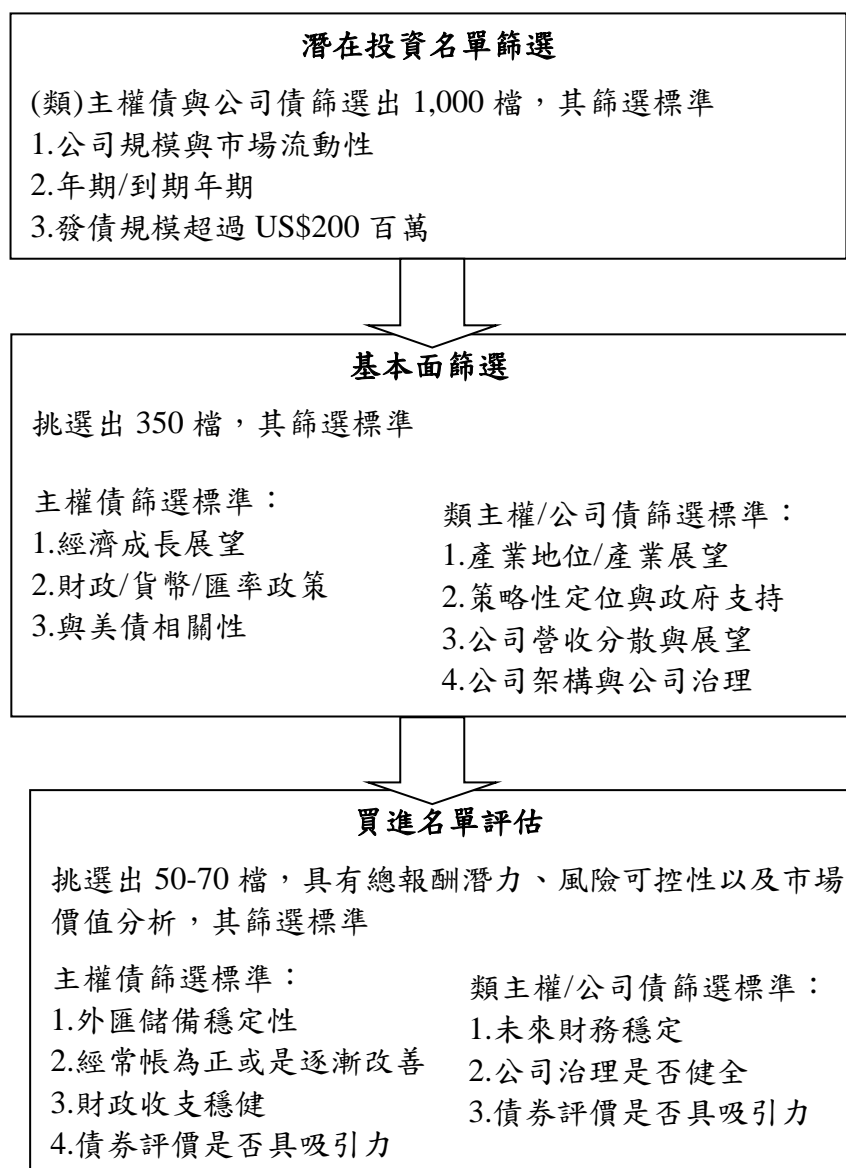 潛在投資名單篩選
(類)主權債與公司債篩選出 1,000 檔，其篩選標準
1.公司規模與市場流動性
2.年期/到期年期
3.發債規模超過 US$200 百萬
基本面篩選
挑選出 350 檔，其篩選標準
主權債篩選標準：
1.經濟成長展望
2.財政/貨幣/匯率政策
3.與美債相關性
類主權/公司債篩選標準：
1.產業地位/產業展望
2.策略性定位與政府支持
3.公司營收分散與展望
4.公司架構與公司治理
買進名單評估
挑選出 50-70 檔，具有總報酬潛力、風險可控性以及市場
價值分析，其篩選標準
主權債篩選標準：
1.外匯儲備穩定性
2.經常帳為正或是逐漸改善
3.財政收支穩健
4.債券評價是否具吸引力
類主權/公司債篩選標準：
1.未來財務穩定
2.公司治理是否健全
3.債券評價是否具吸引力